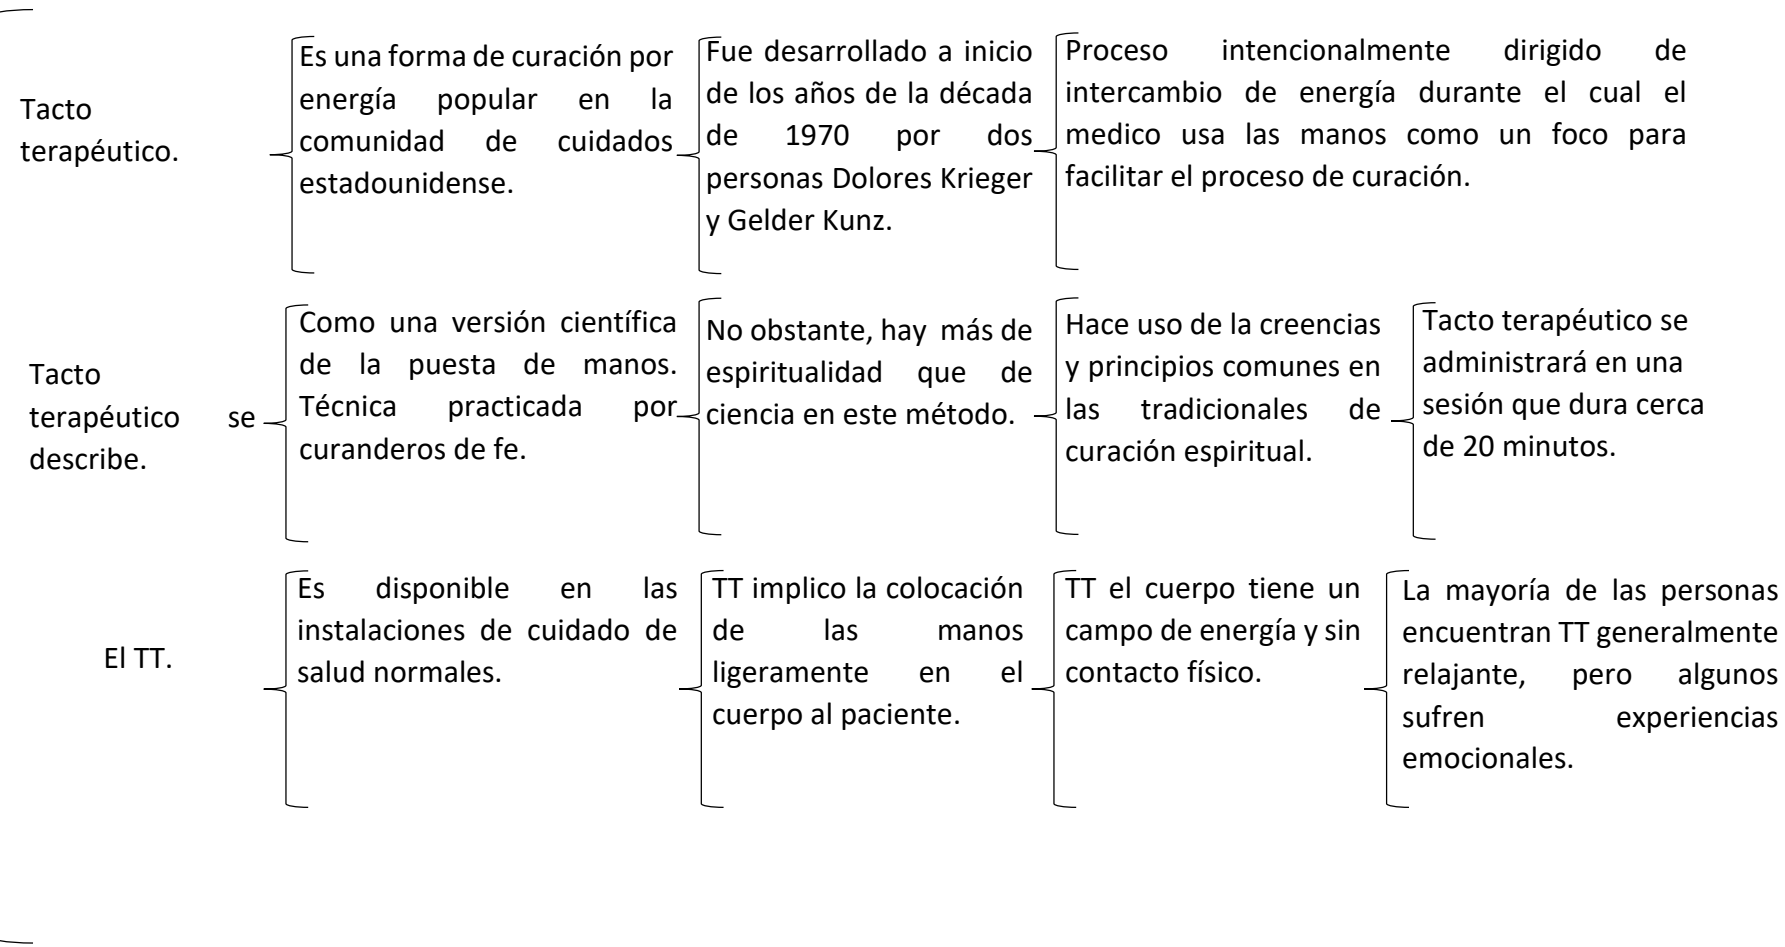 Tacto
terapéutico.
Es una forma de curación por
energía popular en la
comunidad de cuidados
estadounidense.
Fue desarrollado a inicio
de los años de la década
de 1970 por dos
personas Dolores Krieger
y Gelder Kunz.
Proceso intencionalmente dirigido de
intercambio de energía durante el cual el
medico usa las manos como un foco para
facilitar el proceso de curación.
Tacto
terapéutico se
describe.
Como una versión científica
de la puesta de manos.
Técnica practicada por
curanderos de fe.
No obstante, hay más de
espiritualidad que de
ciencia en este método.
Hace uso de la creencias
y principios comunes en
las tradicionales de
curación espiritual.
Tacto terapéutico se
administrará en una
sesión que dura cerca
de 20 minutos.
El TT.
Es disponible en las
instalaciones de cuidado de
salud normales.
TT implico la colocación
de las manos
ligeramente en el
cuerpo al paciente.
TT el cuerpo tiene un
campo de energía y sin
contacto físico.
La mayoría de las personas
encuentran TT generalmente
relajante, pero algunos
sufren experiencias
emocionales.